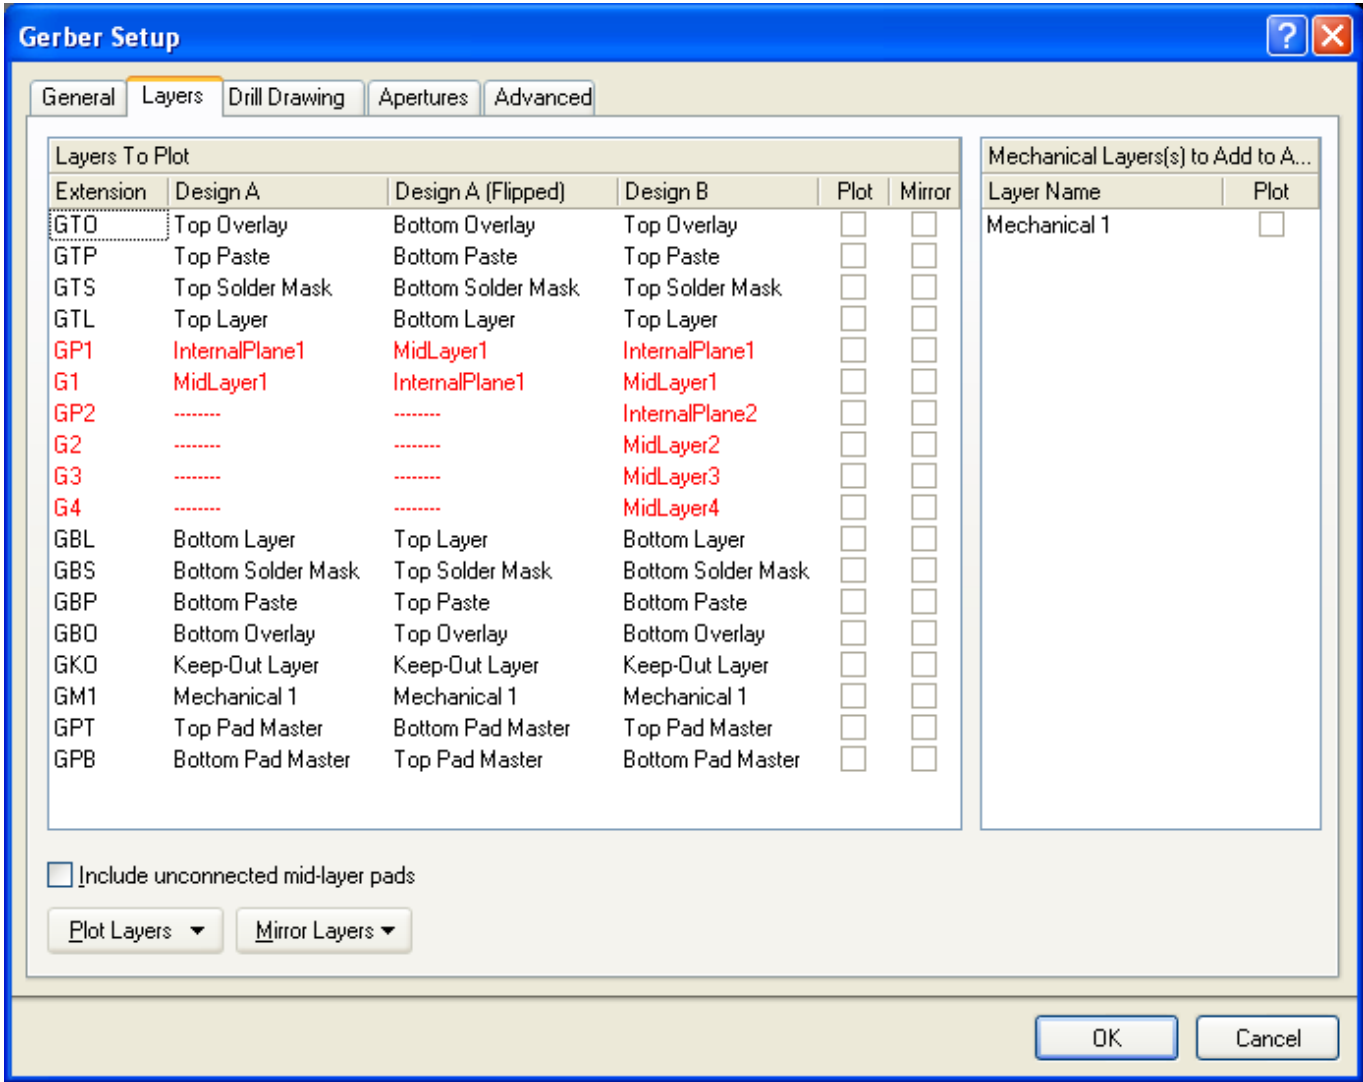 Gerber Setup
General Layers Drill Drawing Apertures Advanced
Layers To Plot
Extension Design A Design A (Flipped) Design B Plot Mirror
GTO Top Overlay Bottom Overlay Top Overlay
GTP Top Paste Bottom Paste Top Paste
GTS Top Solder Mask Bottom Solder Mask Top Solder Mask
GTL Top Layer Bottom Layer Top Layer
GP1 InternalPlane1 MidLayer1 InternalPlane1
G1 MidLayer1 InternalPlane1 MidLayer1
GP2 -------- -------- InternalPlane2
G2 -------- -------- MidLayer2
G3 -------- -------- MidLayer3
G4 -------- -------- MidLayer4
GBL Bottom Layer Top Layer Bottom Layer
GBS Bottom Solder Mask Top Solder Mask Bottom Solder Mask
GBP Bottom Paste Top Paste Bottom Paste
GBO Bottom Overlay Top Overlay Bottom Overlay
GKO Keep-Out Layer Keep-Out Layer Keep-Out Layer
GM1 Mechanical 1 Mechanical 1 Mechanical 1
GPT Top Pad Master Bottom Pad Master Top Pad Master
GPB Bottom Pad Master Top Pad Master Bottom Pad Master
Mechanical Layers(s) to Add to A...
Layer Name Plot
Mechanical 1
Include unconnected mid-layer pads
Plot Layers Mirror Layers
OK Cancel